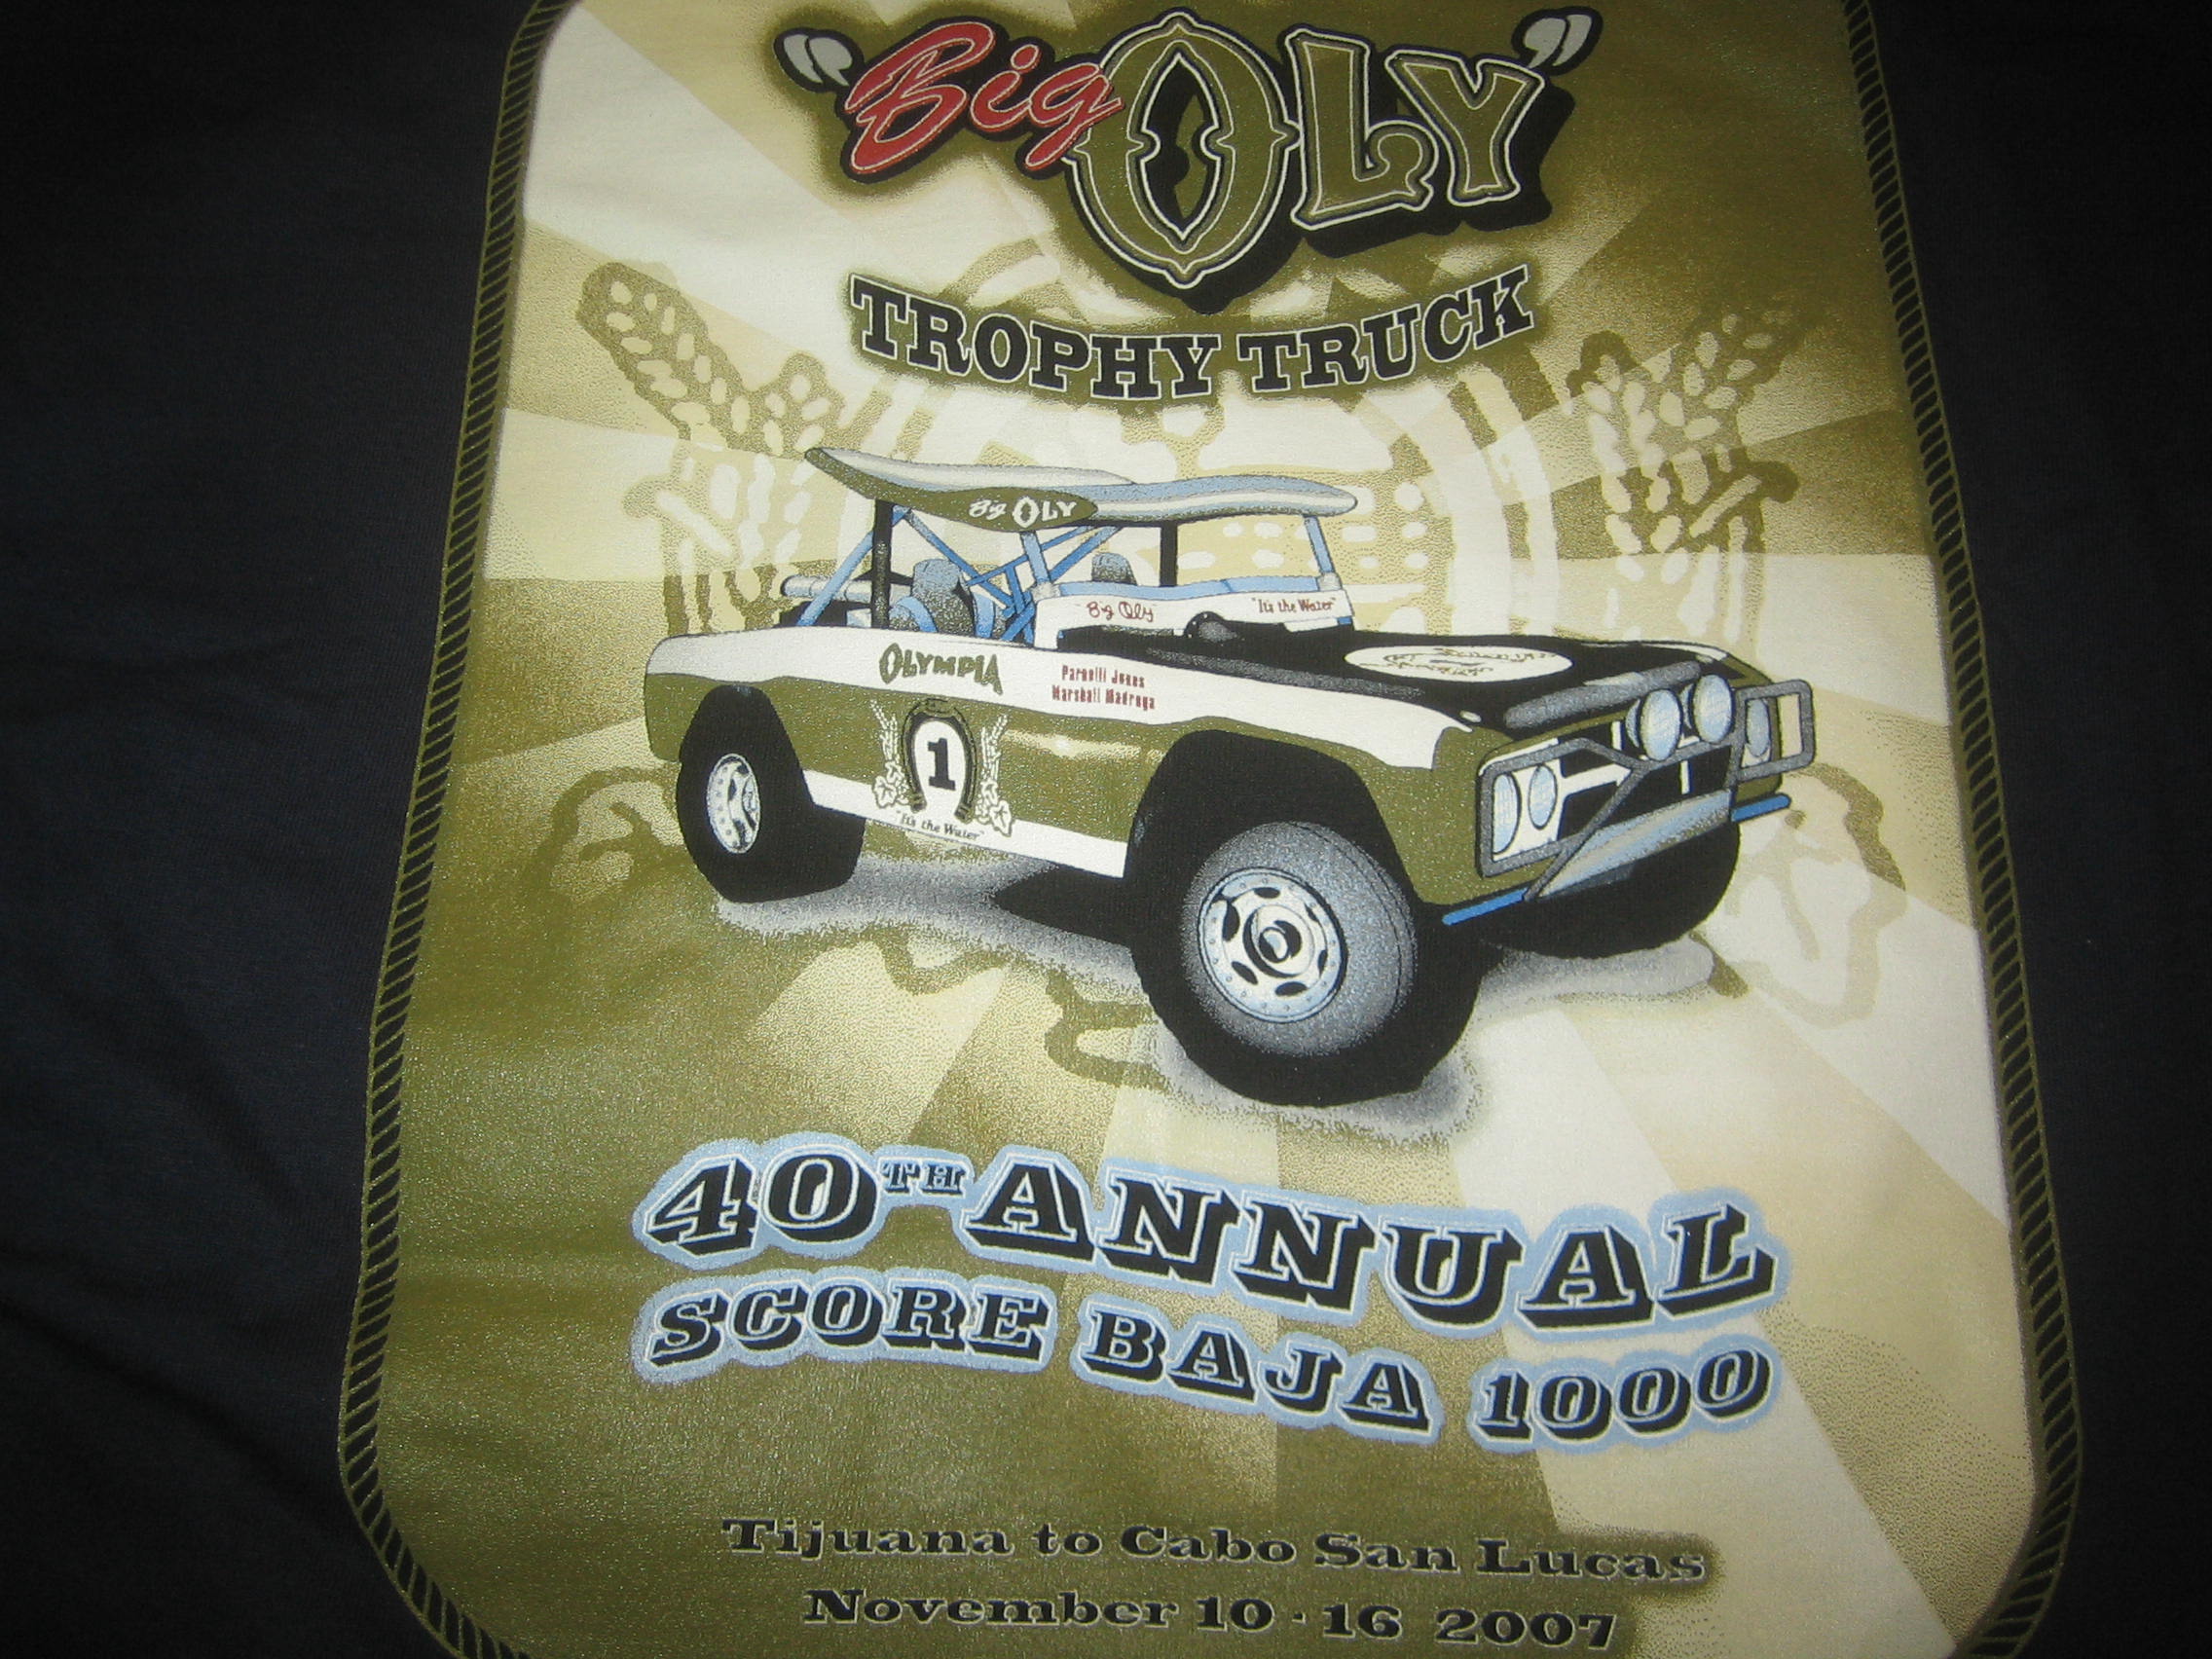 "Big OLY"
TROPHY TRUCK
Big OLY
"Big Oly" "It's the Water"
OLYMPIA
Parnelli Jones
Marshall Madruga
1
"It's the Water"
40TH ANNUAL
SCORE BAJA 1000
Tijuana to Cabo San Lucas
November 10 - 16 2007